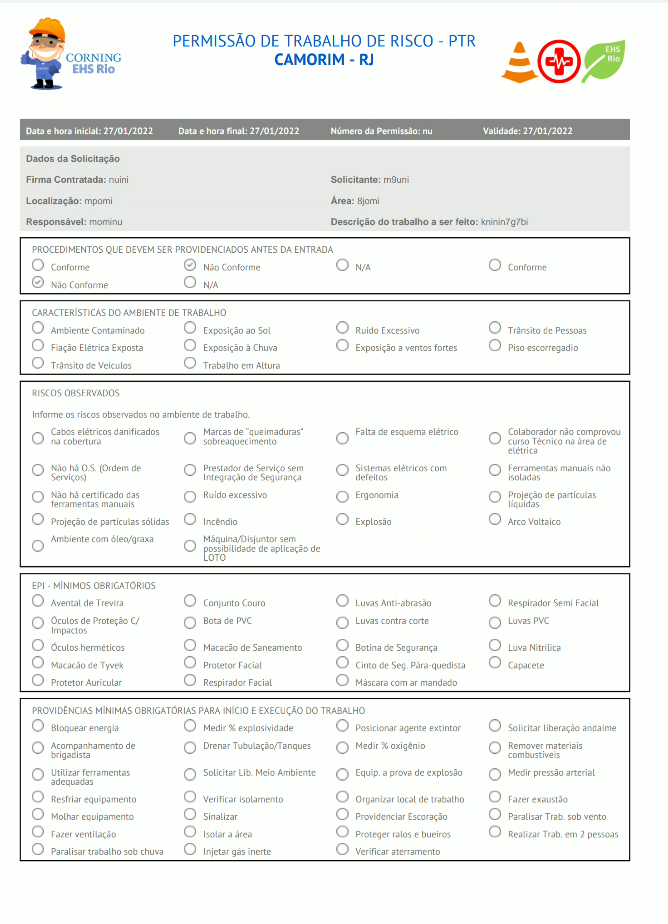 CORNING
EHS Rio
PERMISSÃO DE TRABALHO DE RISCO - PTR
CAMORIM - RJ
EHS
Rio
Data e hora inicial: 27/01/2022 Data e hora final: 27/01/2022 Número da Permissão: nu Validade: 27/01/2022
Dados da Solicitação
Firma Contratada: nuini Solicitante: m9uni
Localização: mpomi Área: 8jomi
Responsável: mominu Descrição do trabalho a ser feito: kninin7g7bi
PROCEDIMENTOS QUE DEVEM SER PROVIDENCIADOS ANTES DA ENTRADA
Conforme Não Conforme N/A Conforme
Não Conforme N/A
CARACTERÍSTICAS DO AMBIENTE DE TRABALHO
Ambiente Contaminado Exposição ao Sol Ruído Excessivo Trânsito de Pessoas
Fiação Elétrica Exposta Exposição à Chuva Exposição a ventos fortes Piso escorregadio
Trânsito de Veículos Trabalho em Altura
RISCOS OBSERVADOS
Informe os riscos observados no ambiente de trabalho.
Cabos elétricos danificados
na cobertura
Marcas de "queimaduras"
sobreaquecimento
Falta de esquema elétrico
Colaborador não comprovou
curso Técnico na área de
elétrica
Não há O.S. (Ordem de
Serviços)
Prestador de Serviço sem
Integração de Segurança
Sistemas elétricos com
defeitos
Ferramentas manuais não
isoladas
Não há certificado das
ferramentas manuais
Ruído excessivo
Ergonomia
Projeção de partículas
líquidas
Projeção de partículas sólidas Incêndio Explosão Arco Voltaico
Ambiente com óleo/graxa
Máquina/Disjuntor sem
possibilidade de aplicação de
LOTO
EPI - MÍNIMOS OBRIGATÓRIOS
Avental de Trevira Conjunto Couro Luvas Anti-abrasão Respirador Semi Facial
Óculos de Proteção C/
Impactos
Bota de PVC
Luvas contra corte
Luvas PVC
Óculos herméticos Macacão de Saneamento Botina de Segurança Luva Nitrílica
Macacão de Tyvek Protetor Facial Cinto de Seg. Pára-quedista Capacete
Protetor Auricular Respirador Facial Máscara com ar mandado
PROVIDÊNCIAS MÍNIMAS OBRIGATÓRIAS PARA INÍCIO E EXECUÇÃO DO TRABALHO
Bloquear energia Medir % explosividade Posicionar agente extintor Solicitar liberação andaime
Acompanhamento de
brigadista
Drenar Tubulação/Tanques
Medir % oxigênio
Remover materiais
combustíveis
Utilizar ferramentas
adequadas
Solicitar Lib. Meio Ambiente
Equip. a prova de explosão
Medir pressão arterial
Resfriar equipamento Verificar isolamento Organizar local de trabalho Fazer exaustão
Molhar equipamento Sinalizar Providenciar Escoração Paralisar Trab. sob vento
Fazer ventilação Isolar a área Proteger ralos e bueiros Realizar Trab. em 2 pessoas
Paralisar trabalho sob chuva Injetar gás inerte Verificar aterramento